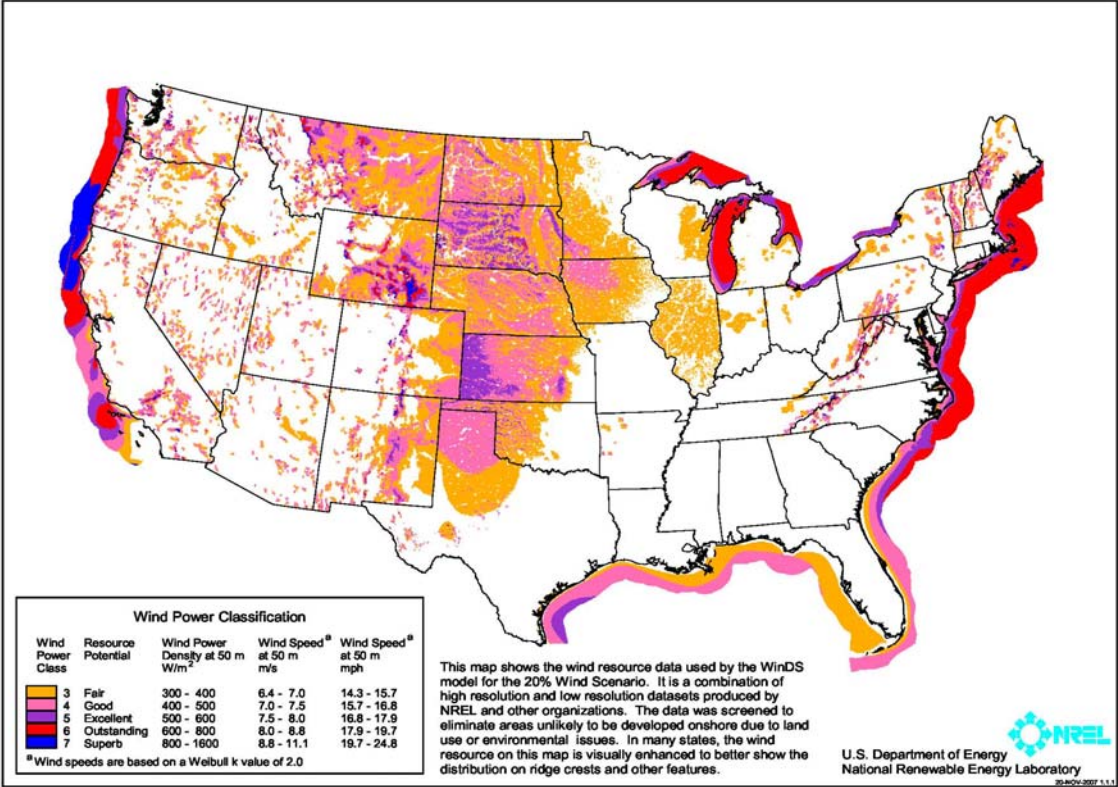 Wind Power Classification
Wind Power Class Resource Potential Wind Power Density at 50 m W/m² Wind Speed ᵃ at 50 m m/s Wind Speed ᵃ at 50 m mph
3 Fair 300 - 400 6.4 - 7.0 14.3 - 15.7
4 Good 400 - 500 7.0 - 7.5 15.7 - 16.8
5 Excellent 500 - 600 7.5 - 8.0 16.8 - 17.9
6 Outstanding 600 - 800 8.0 - 8.8 17.9 - 19.7
7 Superb 800 - 1600 8.8 - 11.1 19.7 - 24.8
ᵃ Wind speeds are based on a Weibull k value of 2.0
This map shows the wind resource data used by the WinDS
model for the 20% Wind Scenario. It is a combination of
high resolution and low resolution datasets produced by
NREL and other organizations. The data was screened to
eliminate areas unlikely to be developed onshore due to land
use or environmental issues. In many states, the wind
resource on this map is visually enhanced to better show the
distribution on ridge crests and other features.
NREL
U.S. Department of Energy
National Renewable Energy Laboratory
20-NOV-2007 1.1.1